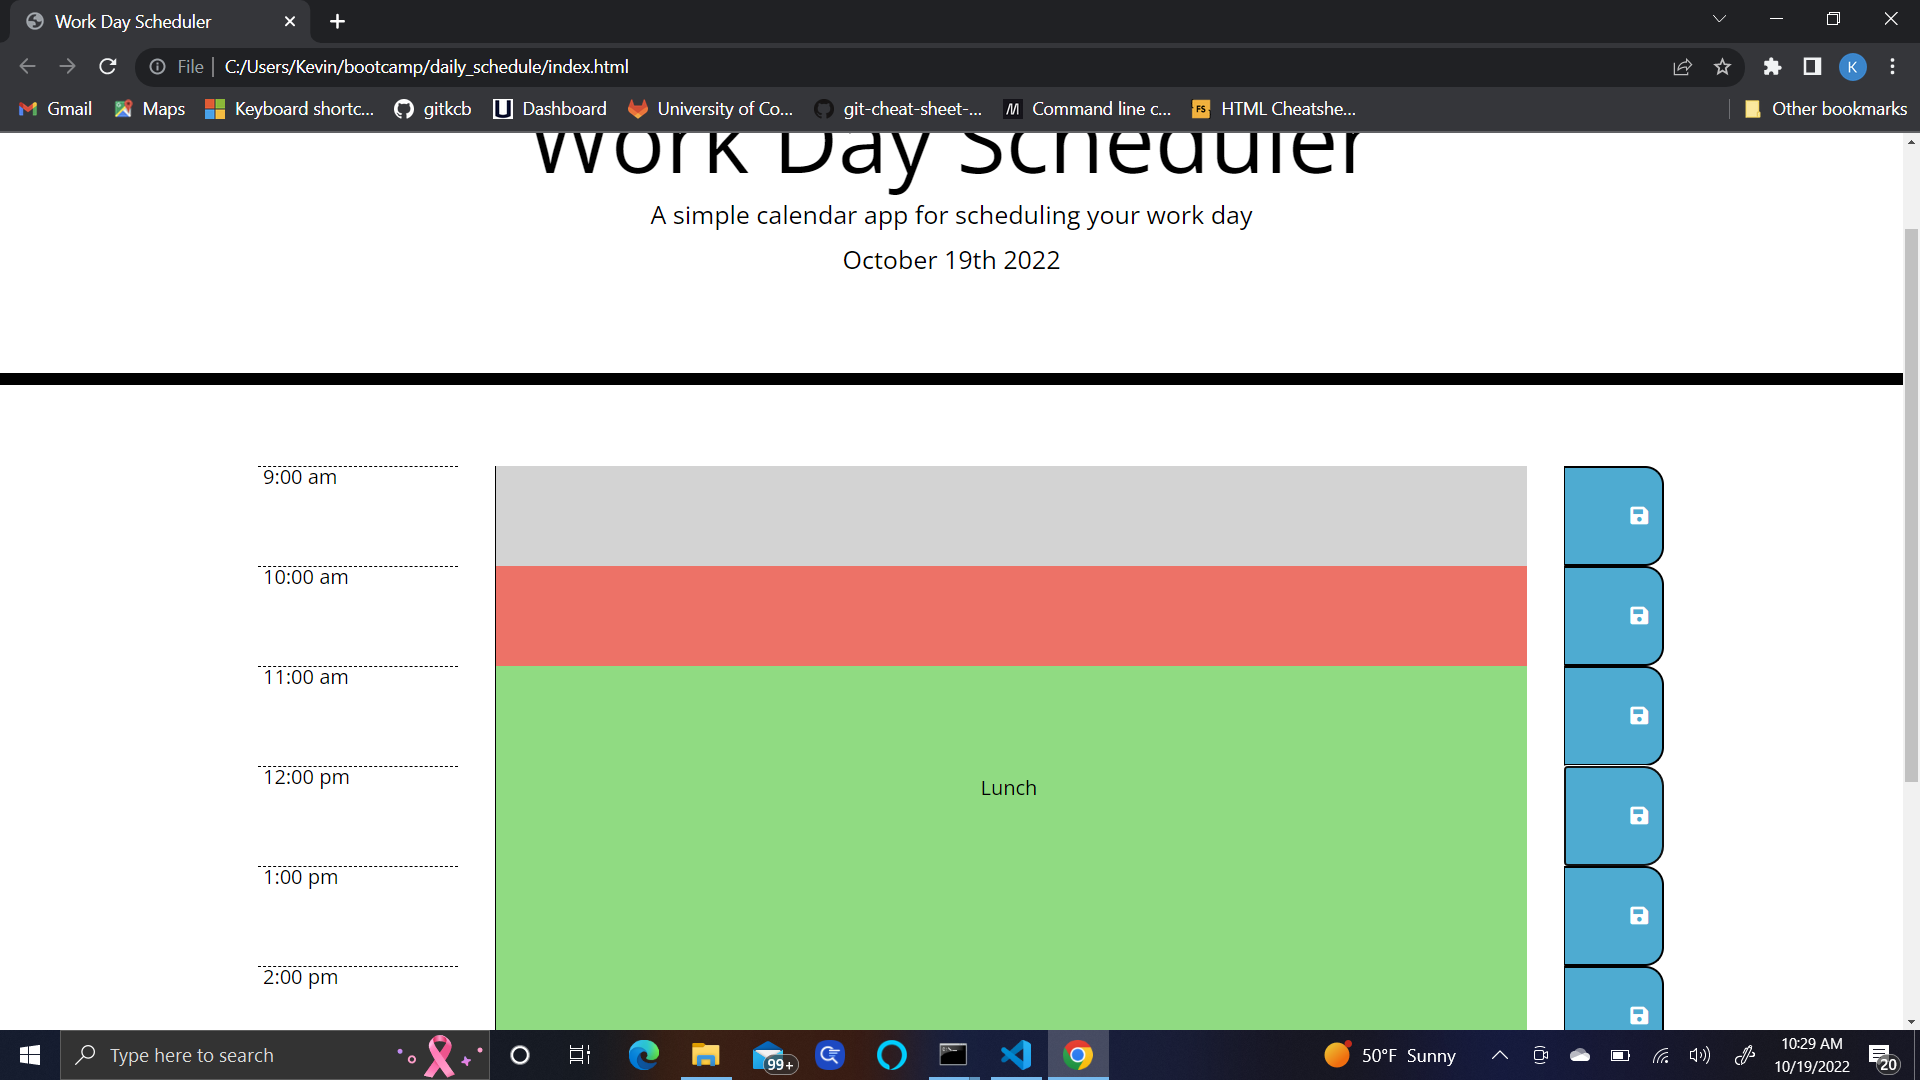 Work Day Scheduler
File
C:/Users/Kevin/bootcamp/daily_schedule/index.html
K
Gmail
Maps
Keyboard shortc...
gitkcb
Dashboard
University of Co...
git-cheat-sheet-...
M
Command line c...
FS
HTML Cheatshe...
Other bookmarks
Work Day Scheduler
A simple calendar app for scheduling your work day
October 19th 2022
9:00 am
10:00 am
11:00 am
12:00 pm
Lunch
1:00 pm
2:00 pm
Type here to search
99+
50°F Sunny
10:29 AM
10/19/2022
20